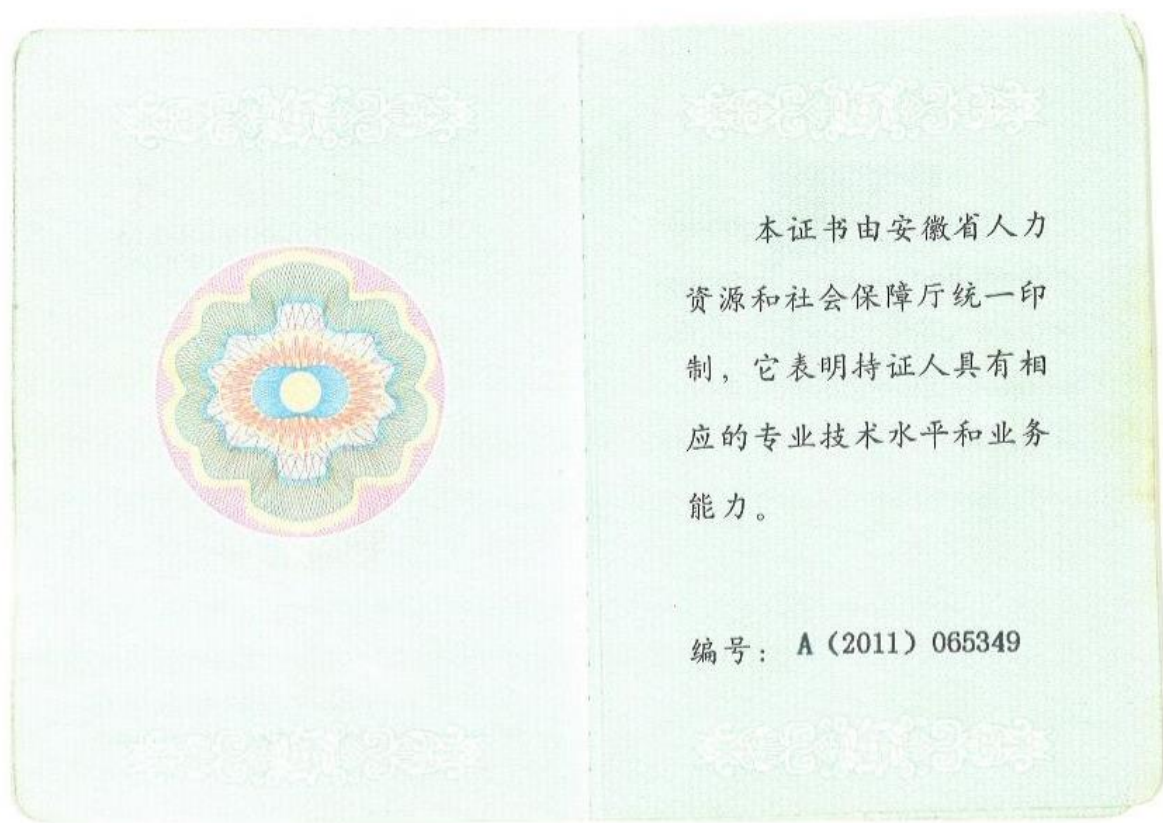 本证书由安徽省人力
资源和社会保障厅统一印
制，它表明持证人具有相
应的专业技术水平和业务
能力。
编号： A（2011）065349